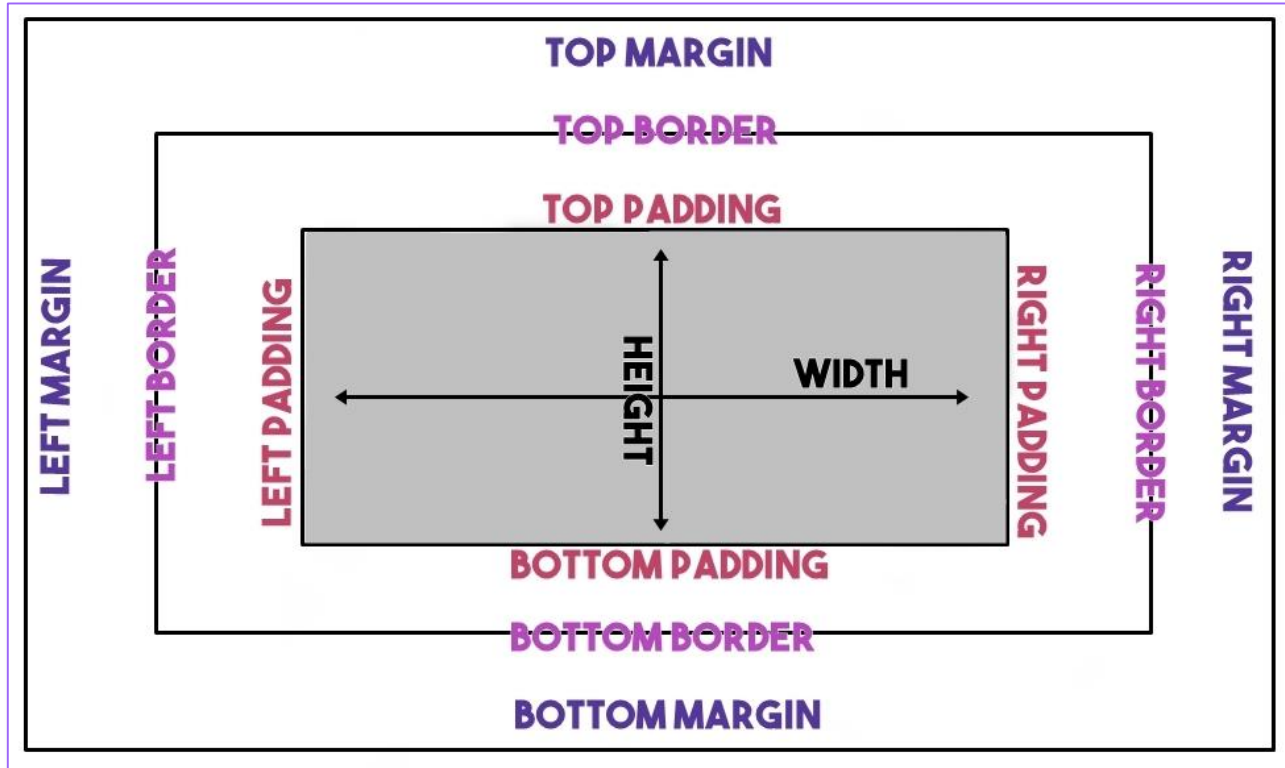 TOP MARGIN
TOP BORDER
TOP PADDING
LEFT MARGIN
LEFT BORDER
LEFT PADDING
HEIGHT
WIDTH
RIGHT PADDING
RIGHT BORDER
RIGHT MARGIN
BOTTOM PADDING
BOTTOM BORDER
BOTTOM MARGIN